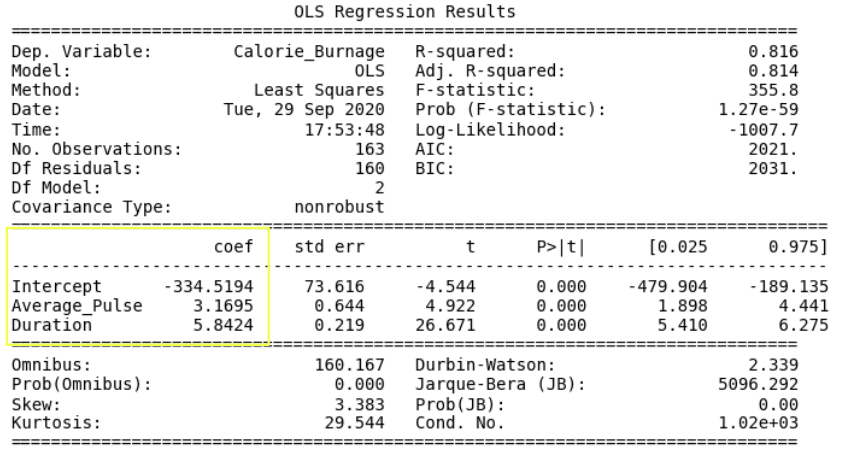 OLS Regression Results
==============================================================================
Dep. Variable:        Calorie_Burnage   R-squared:                       0.816
Model:                            OLS   Adj. R-squared:                  0.814
Method:                 Least Squares   F-statistic:                     355.8
Date:                Tue, 29 Sep 2020   Prob (F-statistic):           1.27e-59
Time:                        17:53:48   Log-Likelihood:                -1007.7
No. Observations:                 163   AIC:                             2021.
Df Residuals:                     160   BIC:                             2031.
Df Model:                           2
Covariance Type:            nonrobust
=================================================================================
                    coef    std err          t      P>|t|      [0.025      0.975]
---------------------------------------------------------------------------------
Intercept      -334.5194     73.616     -4.544      0.000    -479.904    -189.135
Average_Pulse     3.1695      0.644      4.922      0.000       1.898       4.441
Duration          5.8424      0.219     26.671      0.000       5.410       6.275
==============================================================================
Omnibus:                      160.167   Durbin-Watson:                   2.339
Prob(Omnibus):                  0.000   Jarque-Bera (JB):             5096.292
Skew:                           3.383   Prob(JB):                         0.00
Kurtosis:                      29.544   Cond. No.                     1.02e+03
==============================================================================